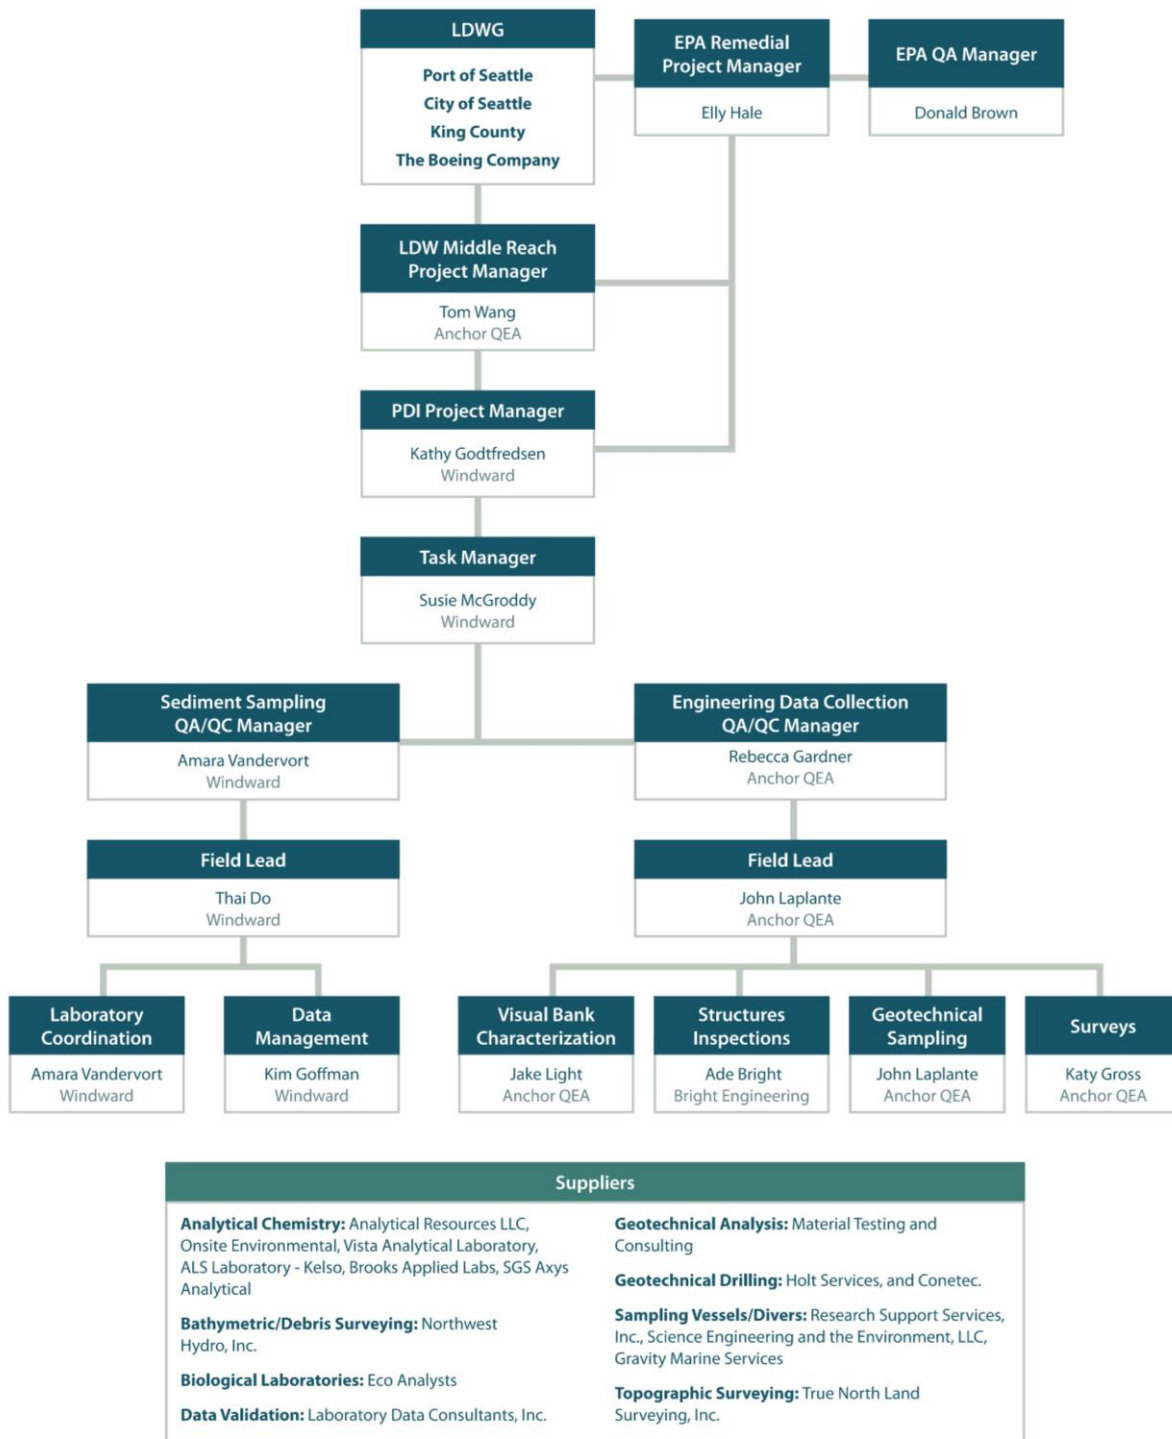 LDWG
Port of Seattle
City of Seattle
King County
The Boeing Company
EPA Remedial
Project Manager
Elly Hale
EPA QA Manager
Donald Brown
LDW Middle Reach
Project Manager
Tom Wang
Anchor QEA
PDI Project Manager
Kathy Godtfredsen
Windward
Task Manager
Susie McGroddy
Windward
Sediment Sampling
QA/QC Manager
Amara Vandervort
Windward
Engineering Data Collection
QA/QC Manager
Rebecca Gardner
Anchor QEA
Field Lead
Thai Do
Windward
Field Lead
John Laplante
Anchor QEA
Laboratory
Coordination
Amara Vandervort
Windward
Data
Management
Kim Goffman
Windward
Visual Bank
Characterization
Jake Light
Anchor QEA
Structures
Inspections
Ade Bright
Bright Engineering
Geotechnical
Sampling
John Laplante
Anchor QEA
Surveys
Katy Gross
Anchor QEA
Suppliers
Analytical Chemistry: Analytical Resources LLC,
Onsite Environmental, Vista Analytical Laboratory,
ALS Laboratory - Kelso, Brooks Applied Labs, SGS Axys
Analytical
Bathymetric/Debris Surveying: Northwest
Hydro, Inc.
Biological Laboratories: Eco Analysts
Data Validation: Laboratory Data Consultants, Inc.
Geotechnical Analysis: Material Testing and
Consulting
Geotechnical Drilling: Holt Services, and Conetec.
Sampling Vessels/Divers: Research Support Services,
Inc., Science Engineering and the Environment, LLC,
Gravity Marine Services
Topographic Surveying: True North Land
Surveying, Inc.